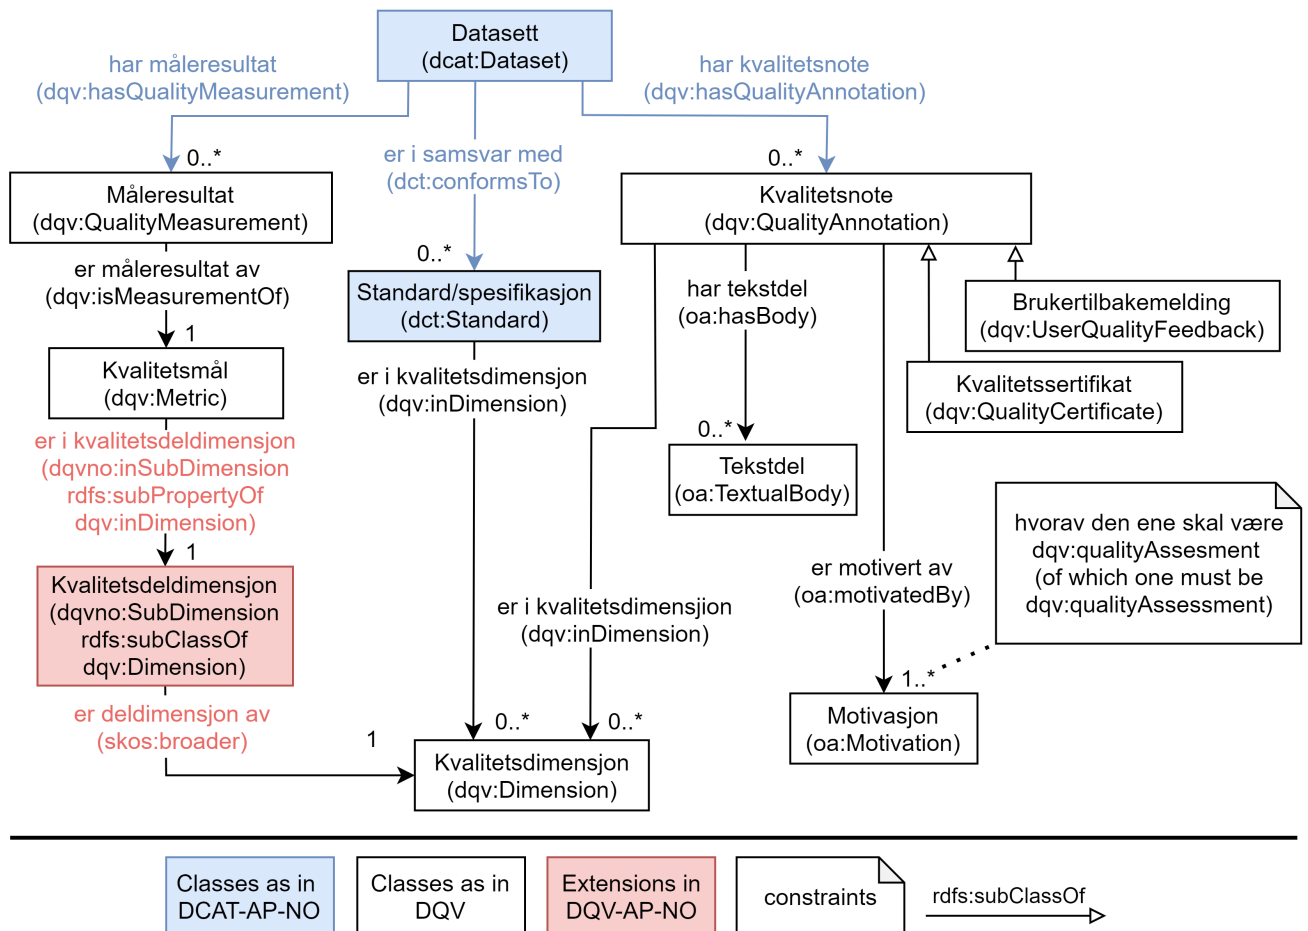 Datasett
(dcat:Dataset)
har måleresultat
(dqv:hasQualityMeasurement)
har kvalitetsnote
(dqv:hasQualityAnnotation)
er i samsvar med
(dct:conformsTo)
0..*
0..*
Måleresultat
(dqv:QualityMeasurement)
Kvalitetsnote
(dqv:QualityAnnotation)
0..*
er måleresultat av
(dqv:isMeasurementOf)
Standard/spesifikasjon
(dct:Standard)
har tekstdel
(oa:hasBody)
Brukertilbakemelding
(dqv:UserQualityFeedback)
1
Kvalitetsmål
(dqv:Metric)
er i kvalitetsdimensjon
(dqv:inDimension)
Kvalitetssertifikat
(dqv:QualityCertificate)
er i kvalitetsdeldimensjon
(dqvno:inSubDimension
rdfs:subPropertyOf
dqv:inDimension)
0..*
Tekstdel
(oa:TextualBody)
hvorav den ene skal være
dqv:qualityAssesment
(of which one must be
dqv:qualityAssessment)
1
Kvalitetsdeldimensjon
(dqvno:SubDimension
rdfs:subClassOf
dqv:Dimension)
er i kvalitetsdimensjiion
(dqv:inDimension)
er motivert av
(oa:motivatedBy)
1..*
er deldimensjon av
(skos:broader)
1
0..*
0..*
Motivasjon
(oa:Motivation)
Kvalitetsdimensjon
(dqv:Dimension)
Classes as in
DCAT-AP-NO
Classes as in
DQV
Extensions in
DQV-AP-NO
constraints
rdfs:subClassOf